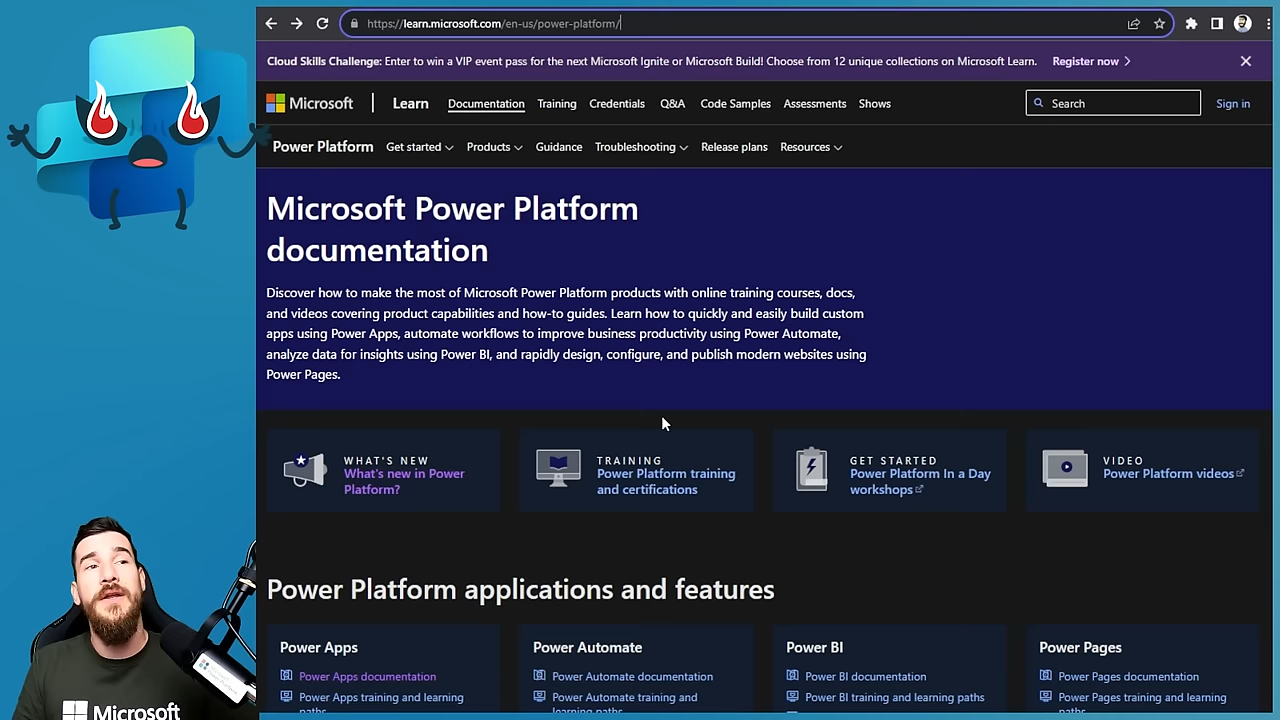 https://learn.microsoft.com/en-us/power-platform/
Cloud Skills Challenge: Enter to win a VIP event pass for the next Microsoft Ignite or Microsoft Build! Choose from 12 unique collections on Microsoft Learn. Register now
Microsoft Learn Documentation Training Credentials Q&A Code Samples Assessments Shows Search Sign in
Power Platform Get started Products Guidance Troubleshooting Release plans Resources
Microsoft Power Platform
documentation
Discover how to make the most of Microsoft Power Platform products with online training courses, docs,
and videos covering product capabilities and how-to guides. Learn how to quickly and easily build custom
apps using Power Apps, automate workflows to improve business productivity using Power Automate,
analyze data for insights using Power BI, and rapidly design, configure, and publish modern websites using
Power Pages.
WHAT'S NEW
What's new in Power
Platform?
TRAINING
Power Platform training
and certifications
GET STARTED
Power Platform In a Day
workshops
VIDEO
Power Platform videos
Power Platform applications and features
Power Apps
Power Apps documentation
Power Apps training and learning
paths
Power Automate
Power Automate documentation
Power Automate training and
learning paths
Power BI
Power BI documentation
Power BI training and learning paths
Power Pages
Power Pages documentation
Power Pages training and learning
paths
Microsoft